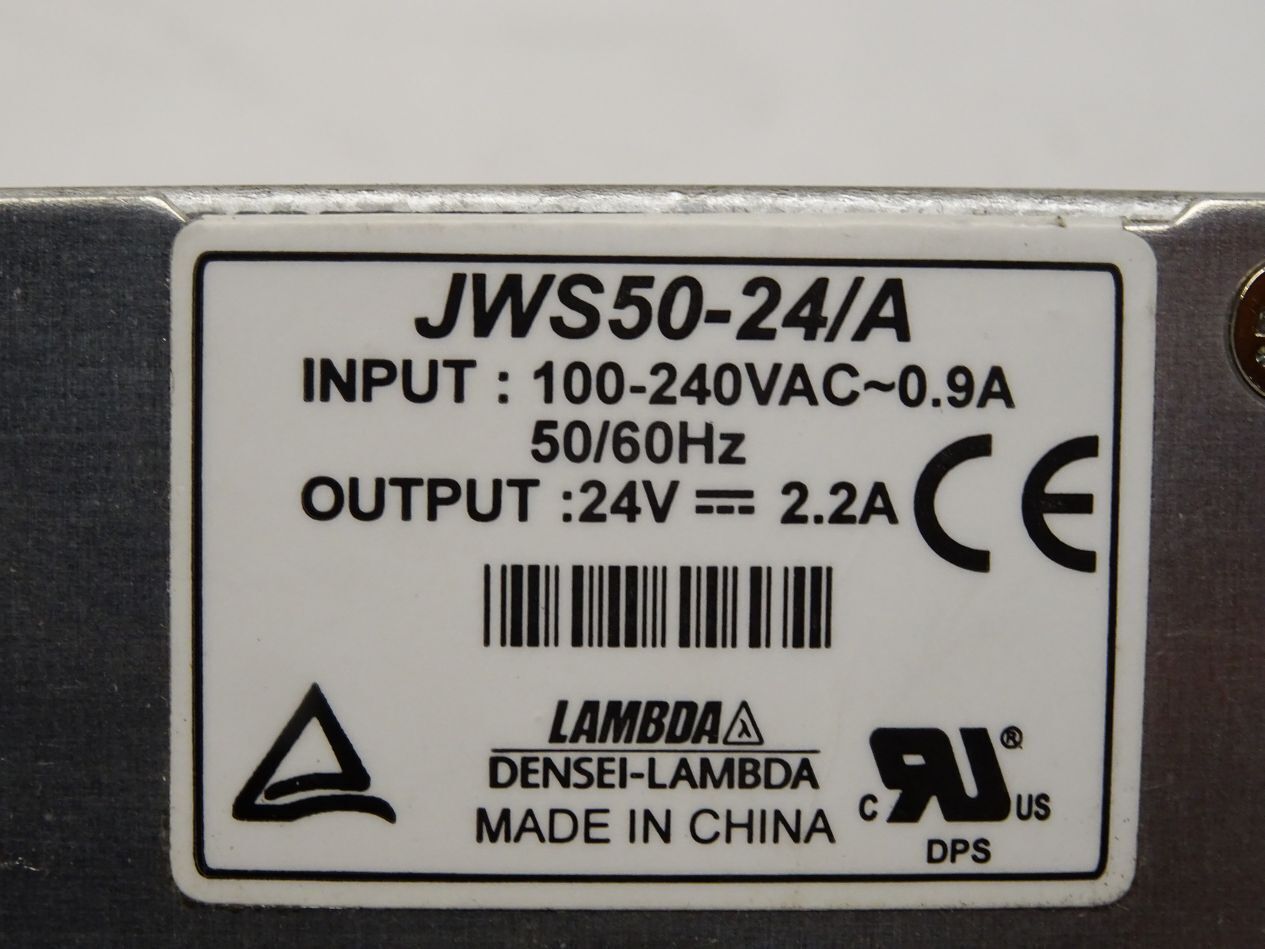 JWS50-24/A
INPUT : 100-240VAC~0.9A
50/60Hz
OUTPUT :24V ⎓ 2.2A
CE
LAMBDA λ
DENSEI-LAMBDA
MADE IN CHINA
C RU® US
DPS